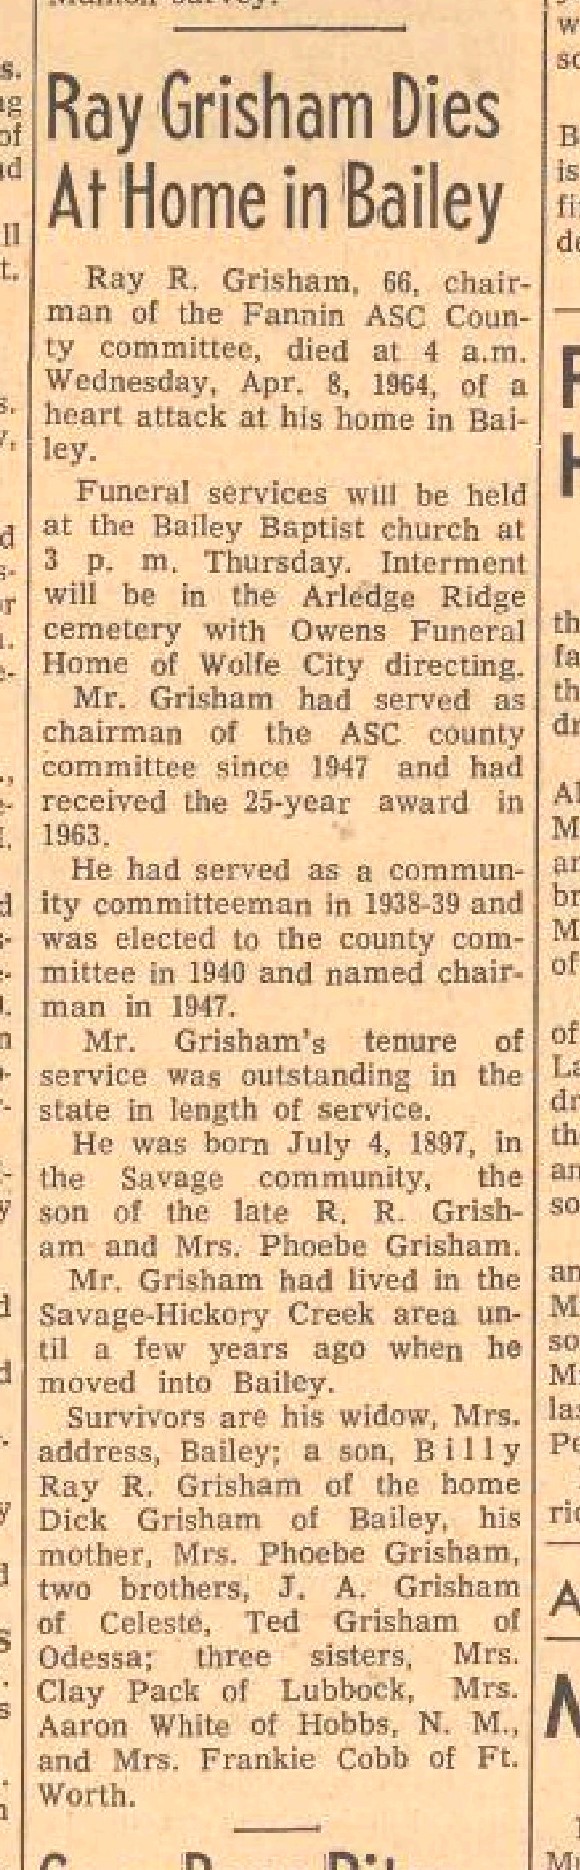 Ray Grisham Dies
At Home in Bailey
Ray R. Grisham, 66, chair-
man of the Fannin ASC Coun-
ty committee, died at 4 a.m.
Wednesday, Apr. 8, 1964, of a
heart attack at his home in Bai-
ley.
Funeral services will be held
at the Bailey Baptist church at
3 p. m. Thursday. Interment
will be in the Arledge Ridge
cemetery with Owens Funeral
Home of Wolfe City directing.
Mr. Grisham had served as
chairman of the ASC county
committee since 1947 and had
received the 25-year award in
1963.
He had served as a commun-
ity committeeman in 1938-39 and
was elected to the county com-
mittee in 1940 and named chair-
man in 1947.
Mr. Grisham's tenure of
service was outstanding in the
state in length of service.
He was born July 4, 1897, in
the Savage community, the
son of the late R. R. Grish-
am and Mrs. Phoebe Grisham.
Mr. Grisham had lived in the
Savage-Hickory Creek area un-
til a few years ago when he
moved into Bailey.
Survivors are his widow, Mrs.
address, Bailey; a son, Billy
Ray R. Grisham of the home
Dick Grisham of Bailey, his
mother, Mrs. Phoebe Grisham,
two brothers, J. A. Grisham
of Celeste, Ted Grisham of
Odessa; three sisters, Mrs.
Clay Pack of Lubbock, Mrs.
Aaron White of Hobbs, N. M.,
and Mrs. Frankie Cobb of Ft.
Worth.